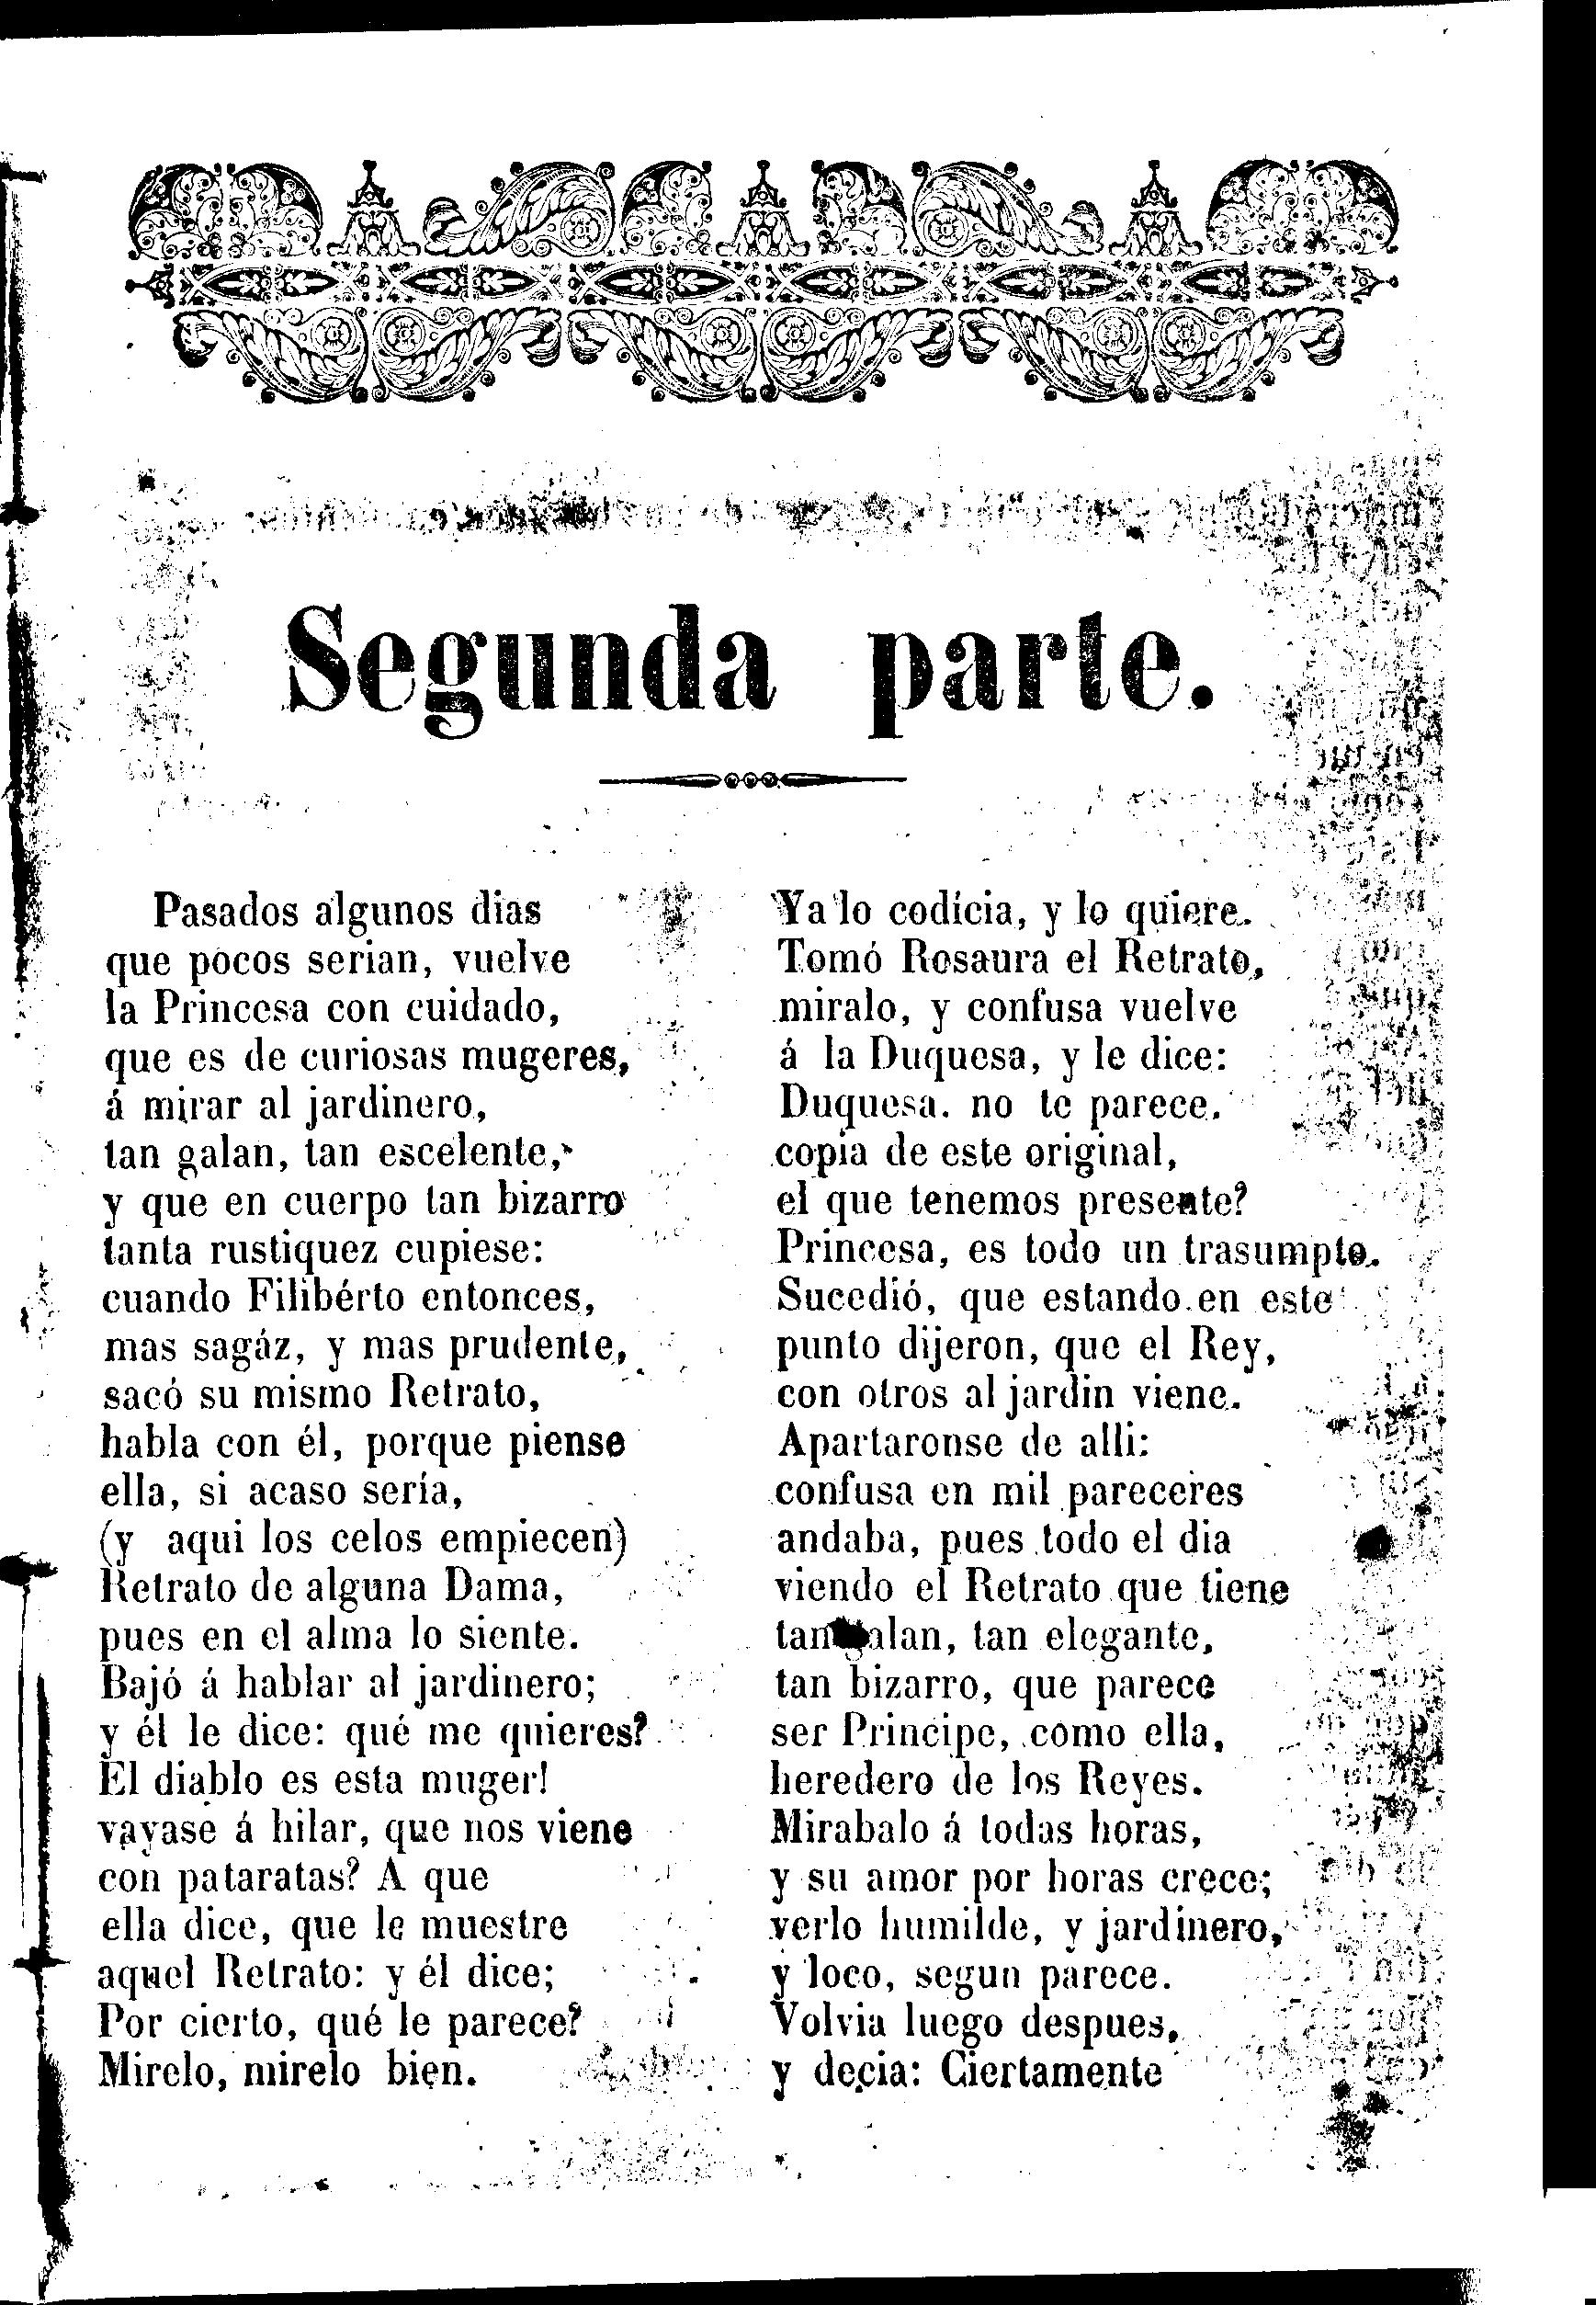 Segunda parte.
Pasados algunos dias
que pocos serian, vuelve
la Princesa con cuidado,
que es de curiosas mugeres,
á mirar al jardinero,
tan galan, tan escelente,
y que en cuerpo tan bizarro
tanta rustiquez cupiese:
cuando Filibérto entonces,
mas sagáz, y mas prudente,
sacó su mismo Retrato,
habla con él, porque piense
ella, si acaso sería,
(y aqui los celos empiecen)
Retrato de alguna Dama,
pues en el alma lo siente.
Bajó á hablar al jardinero;
y él le dice: qué me quieres?
El diablo es esta muger!
vayase á hilar, que nos viene
con pataratas? A que
ella dice, que le muestre
aquel Retrato: y él dice;
Por cierto, qué le parece?
Mirelo, mirelo bien.
Ya lo codicia, y lo quiere.
Tomó Rosaura el Retrato,
miralo, y confusa vuelve
á la Duquesa, y le dice:
Duquesa. no te parece.
copia de este original,
el que tenemos presente?
Princesa, es todo un trasumpto.
Sucedió, que estando en este
punto dijeron, que el Rey,
con otros al jardin viene.
Apartaronse de alli:
confusa en mil pareceres
andaba, pues todo el dia
viendo el Retrato que tiene
tan galan, tan elegante,
tan bizarro, que parece
ser Principe, como ella,
heredero de los Reyes.
Mirabalo á todas horas,
y su amor por horas crece;
verlo humilde, y jardinero,
y loco, segun parece.
Volvia luego despues,
y decia: Ciertamente